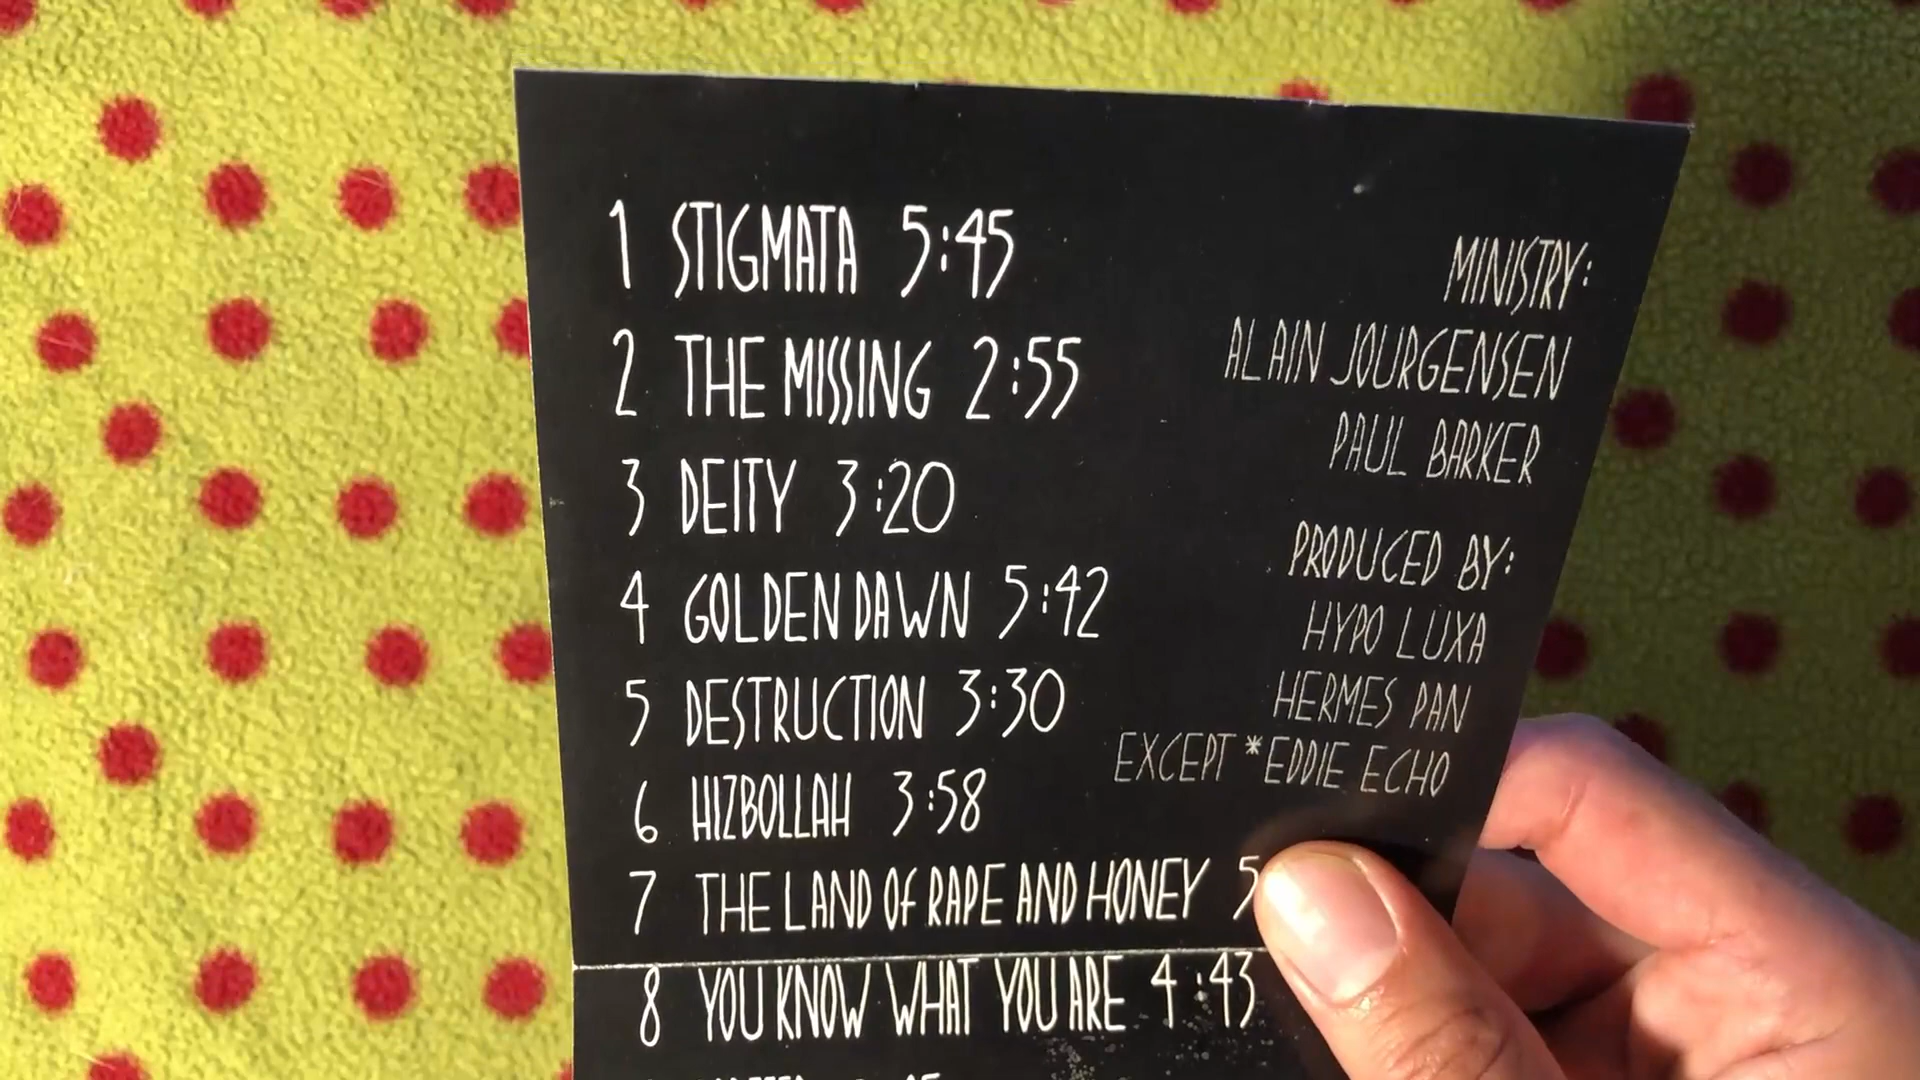 1 STIGMATA 5:45
2 THE MISSING 2:55
3 DEITY 3:20
4 GOLDEN DAWN 5:42
5 DESTRUCTION 3:30
6 HIZBOLLAH 3:58
7 THE LAND OF RAPE AND HONEY 5
8 YOU KNOW WHAT YOU ARE 4:43
MINISTRY:
ALAIN JOURGENSEN
PAUL BARKER
PRODUCED BY:
HYPO LUXA
HERMES PAN
EXCEPT *EDDIE ECHO